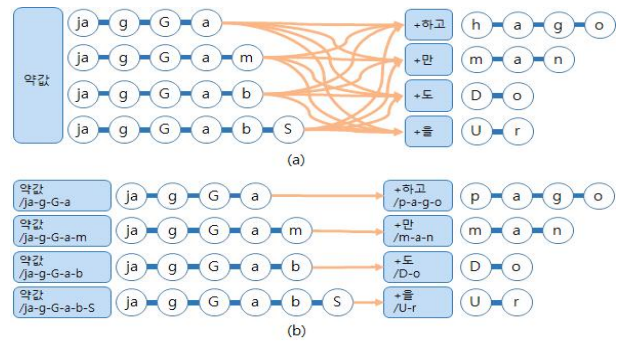 ja g G a +하고 h a g o
약값 ja g G a m +만 m a n
ja g G a b +도 D o
ja g G a b S +을 U r
(a)
약값 /ja-g-G-a ja g G a +하고 /p-a-g-o p a g o
약값 /ja-g-G-a-m ja g G a m +만 /m-a-n m a n
약값 /ja-g-G-a-b ja g G a b +도 /D-o D o
약값 /ja-g-G-a-b-S ja g G a b S +을 /U-r U r
(b)